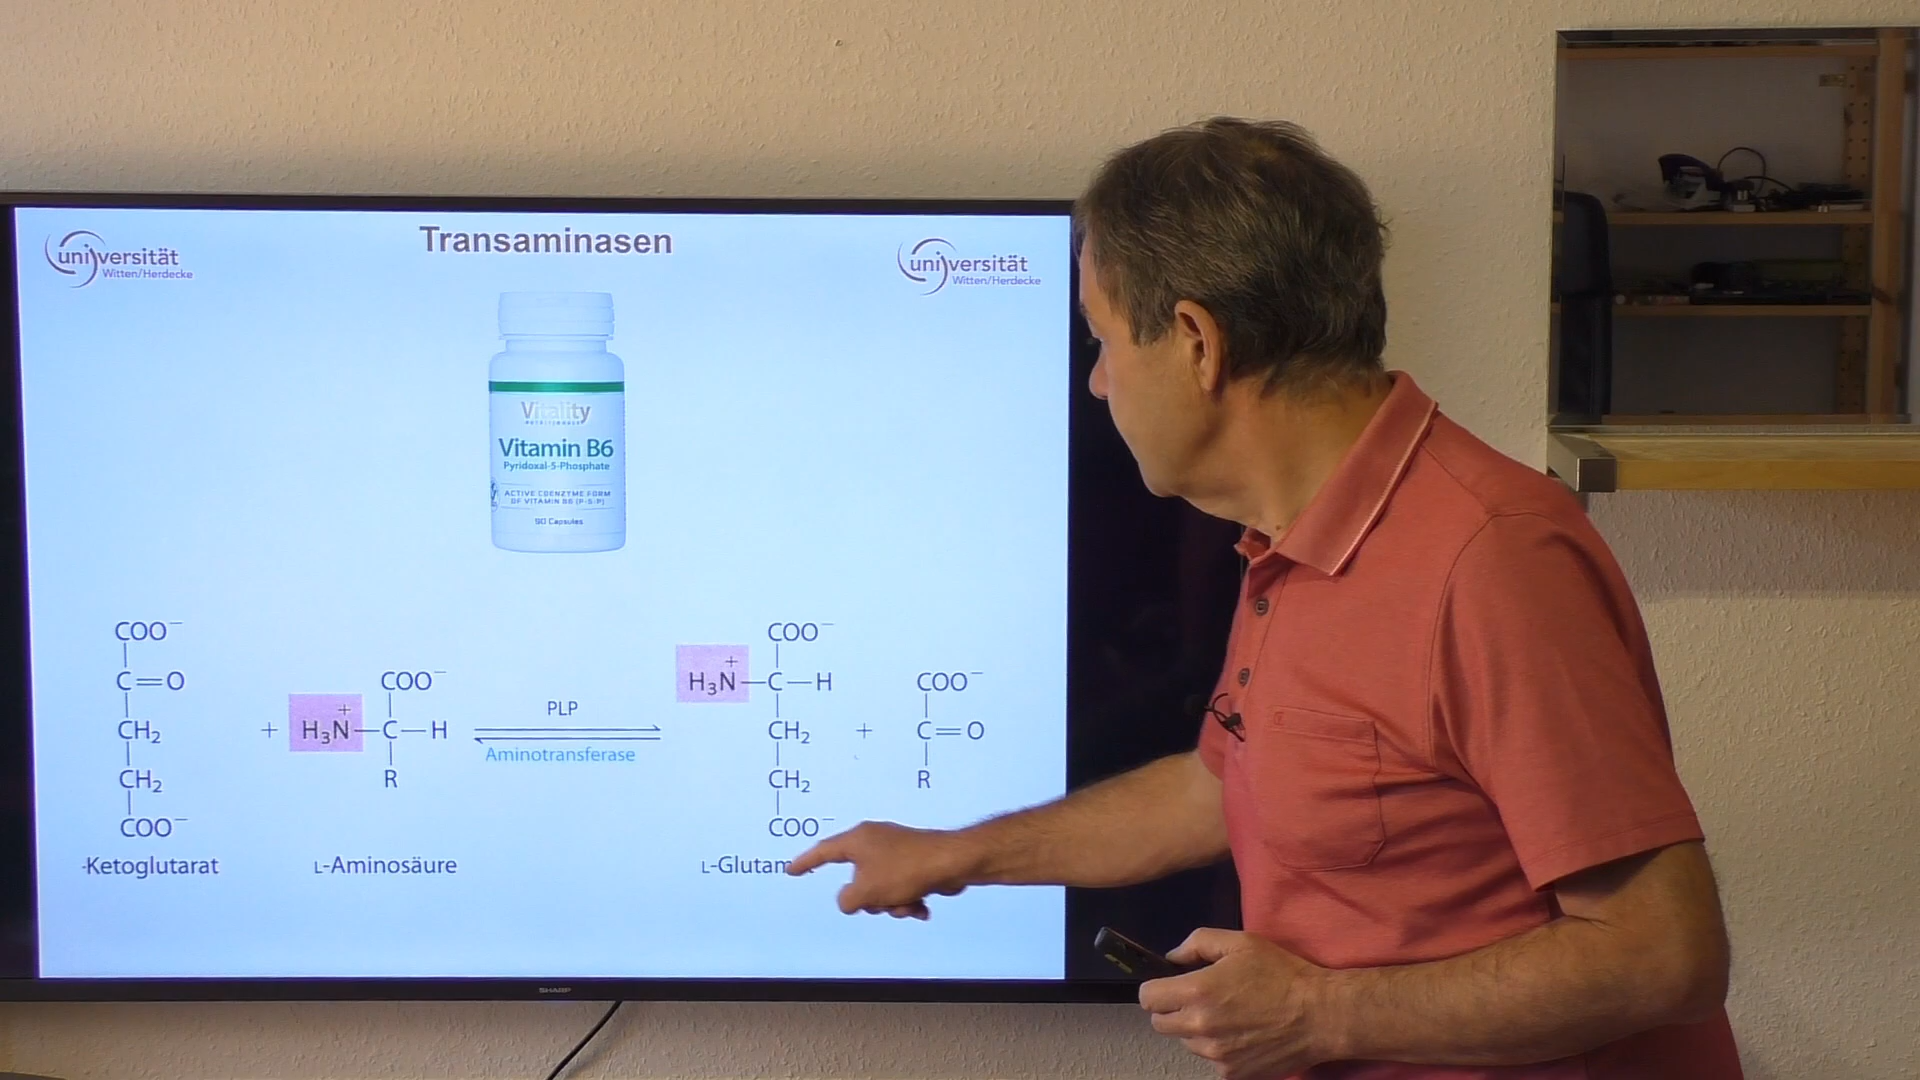 Transaminasen
universität
Witten/Herdecke
universität
Witten/Herdecke
Vitality
Vitamin B6
Pyridoxal-5-Phosphate
ACTIVE COENZYME FORM
OF VITAMIN B6 (P-5-P)
90 Capsules
COO⁻
C=O
CH₂
CH₂
COO⁻
-Ketoglutarat
+
COO⁻
H₃N⁺—C—H
R
L-Aminosäure
PLP
Aminotransferase
COO⁻
H₃N⁺—C—H
CH₂
CH₂
COO⁻
L-Glutam
+
COO⁻
C=O
R
SHARP